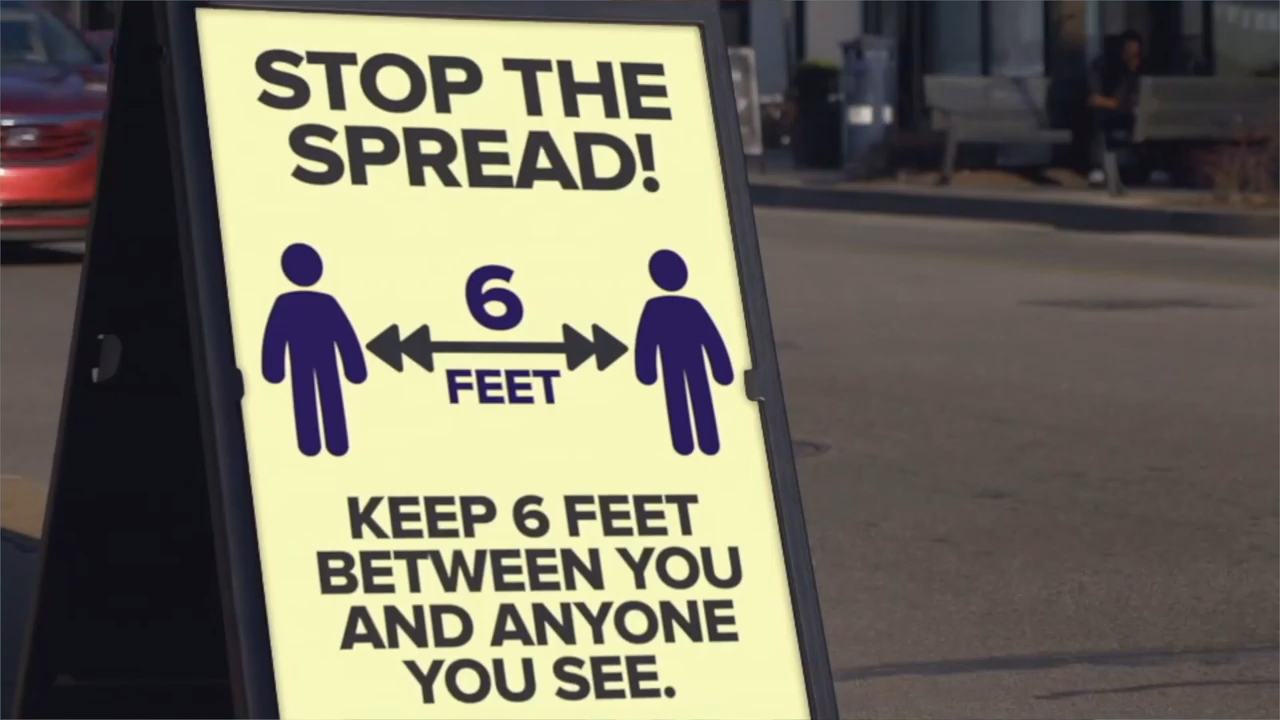 STOP THE
SPREAD!
6
FEET
KEEP 6 FEET
BETWEEN YOU
AND ANYONE
YOU SEE.